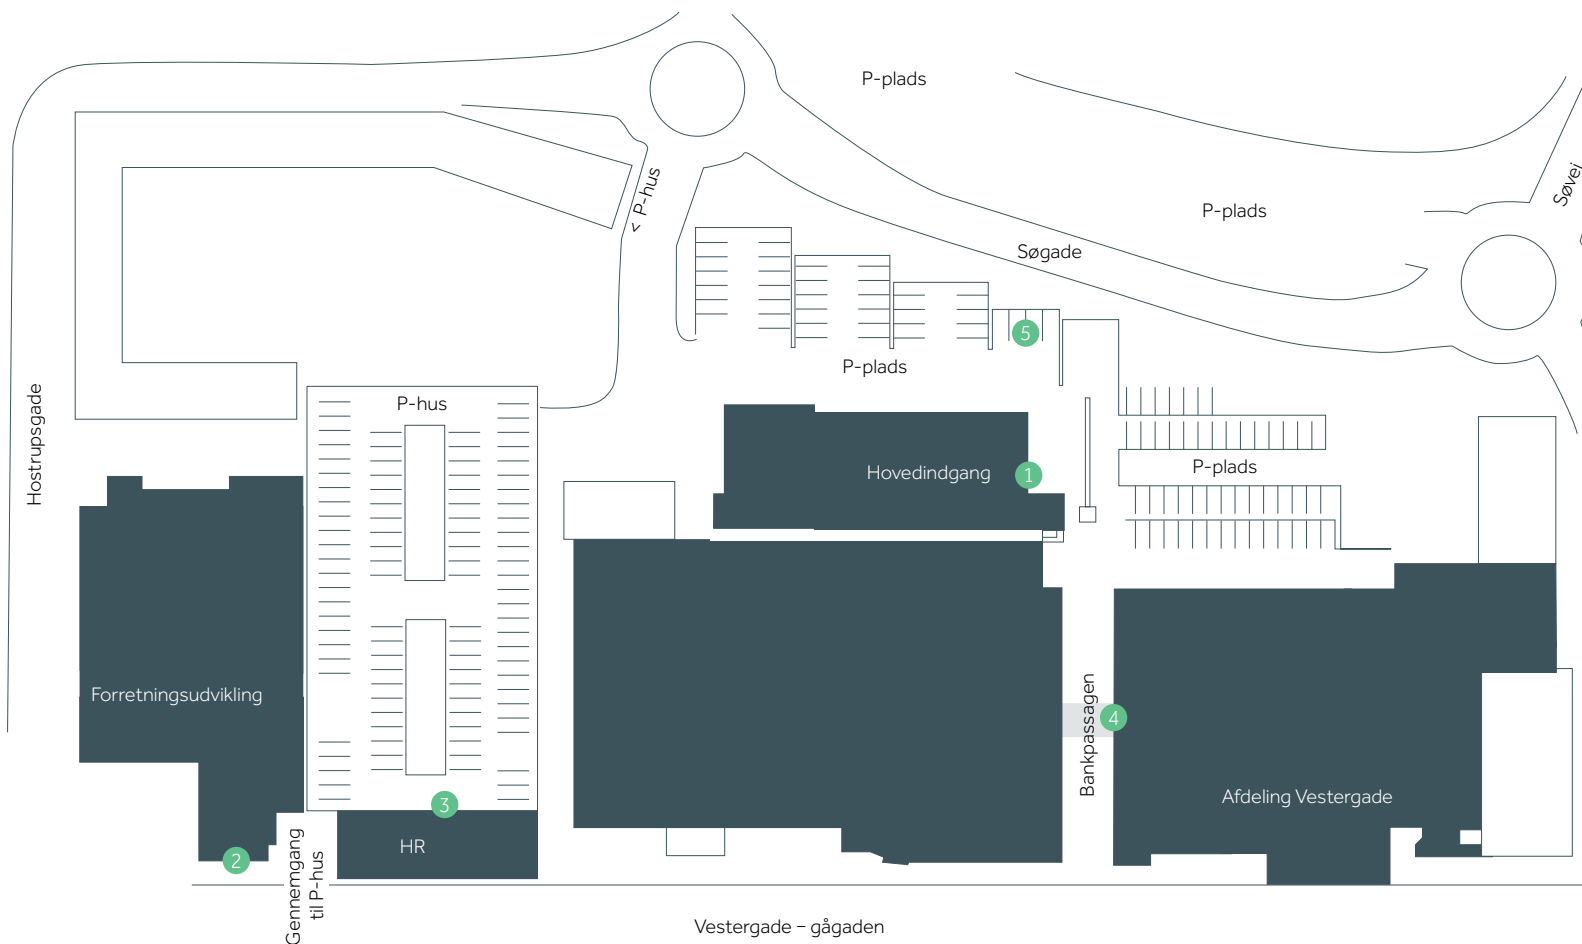 P-plads
< P-hus
Søvej
P-plads
Søgade
5
P-plads
Hostrupsgade
P-hus
Hovedindgang
1
P-plads
Forretningsudvikling
4
Bankpassagen
Afdeling Vestergade
3
HR
2
Gennemgang
til P-hus
Vestergade – gågaden